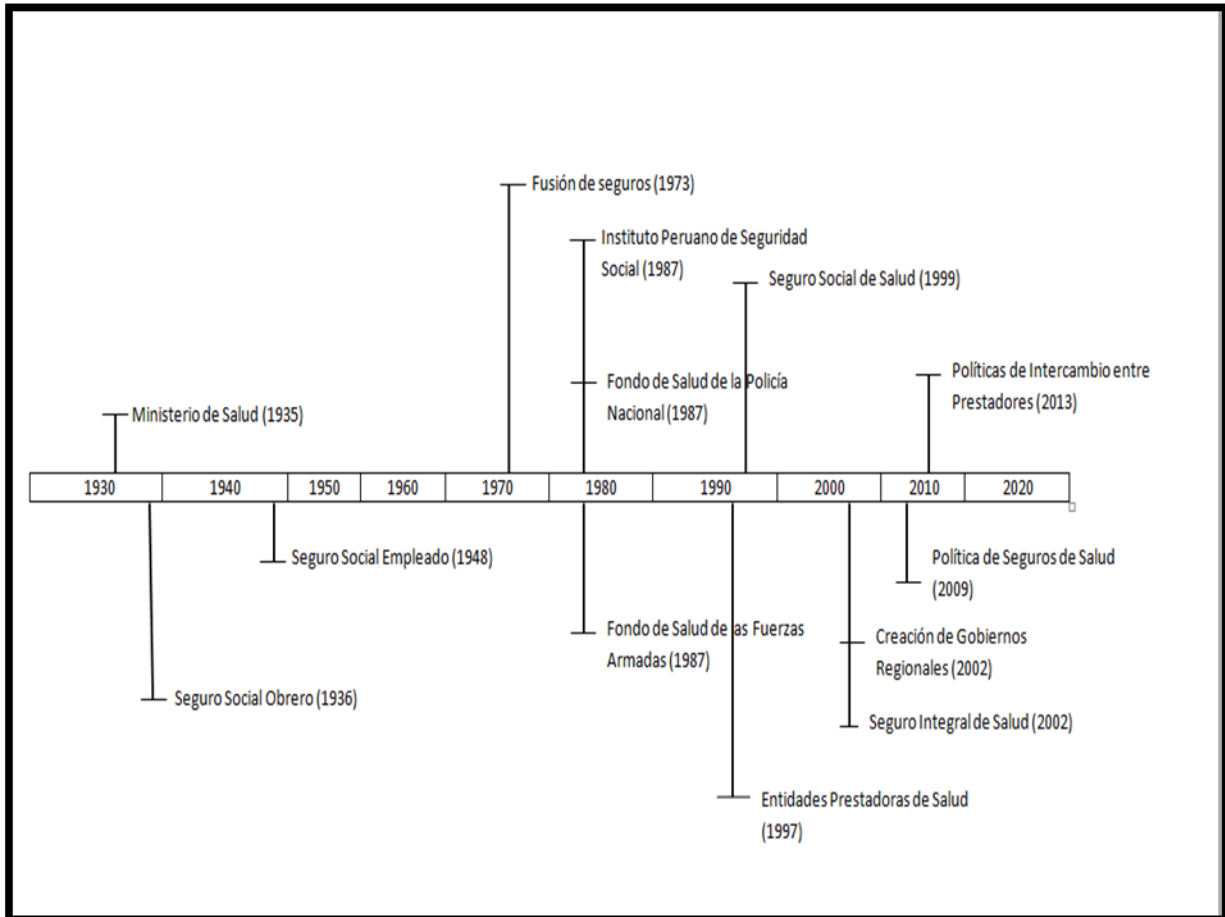 Fusión de seguros (1973)
Instituto Peruano de Seguridad
Social (1987)
Seguro Social de Salud (1999)
Fondo de Salud de la Policía
Nacional (1987)
Políticas de Intercambio entre
Prestadores (2013)
Ministerio de Salud (1935)
1930 1940 1950 1960 1970 1980 1990 2000 2010 2020
Seguro Social Empleado (1948)
Política de Seguros de Salud
(2009)
Fondo de Salud de las Fuerzas
Armadas (1987)
Creación de Gobiernos
Regionales (2002)
Seguro Social Obrero (1936)
Seguro Integral de Salud (2002)
Entidades Prestadoras de Salud
(1997)